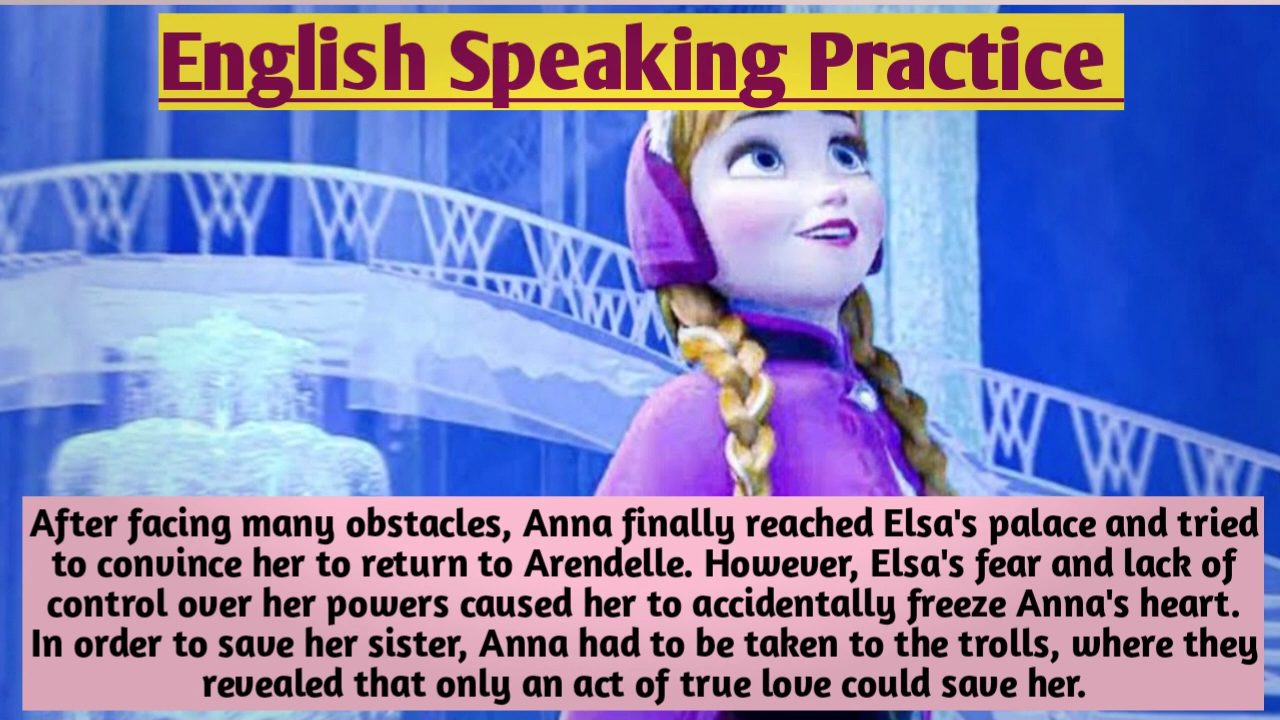 English Speaking Practice
After facing many obstacles, Anna finally reached Elsa's palace and tried
to convince her to return to Arendelle. However, Elsa's fear and lack of
control over her powers caused her to accidentally freeze Anna's heart.
In order to save her sister, Anna had to be taken to the trolls, where they
revealed that only an act of true love could save her.